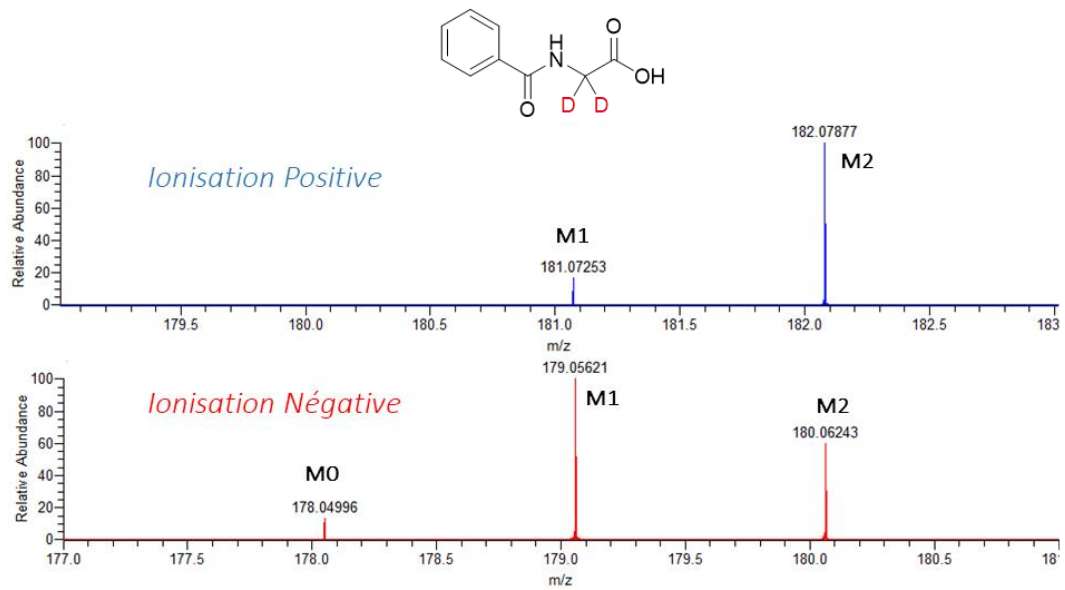 O
H
N
OH
O
D D
182.07877
100
80
60
40
20
0
Relative Abundance
Ionisation Positive
M2
M1
181.07253
179.5 180.0 180.5 181.0 181.5 182.0 182.5 183
m/z
179.05621
100
80
60
40
20
0
Relative Abundance
Ionisation Négative
M1
M2
180.06243
M0
178.04996
177.0 177.5 178.0 178.5 179.0 179.5 180.0 180.5 18
m/z